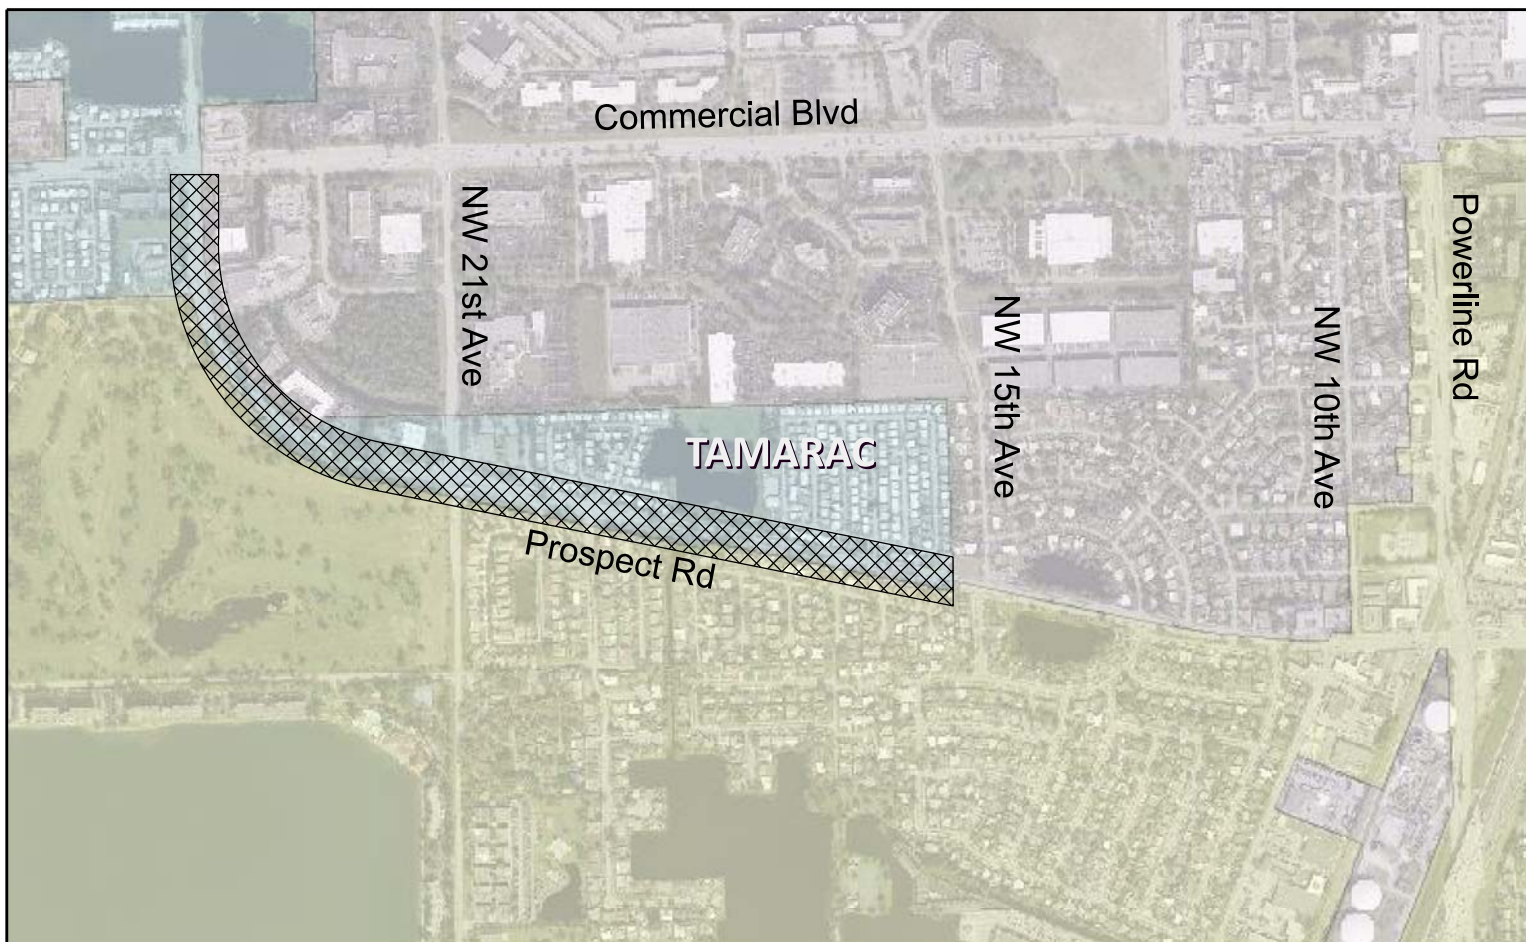 Commercial Blvd
NW 21st Ave
Powerline Rd
NW 15th Ave
NW 10th Ave
TAMARAC
Prospect Rd